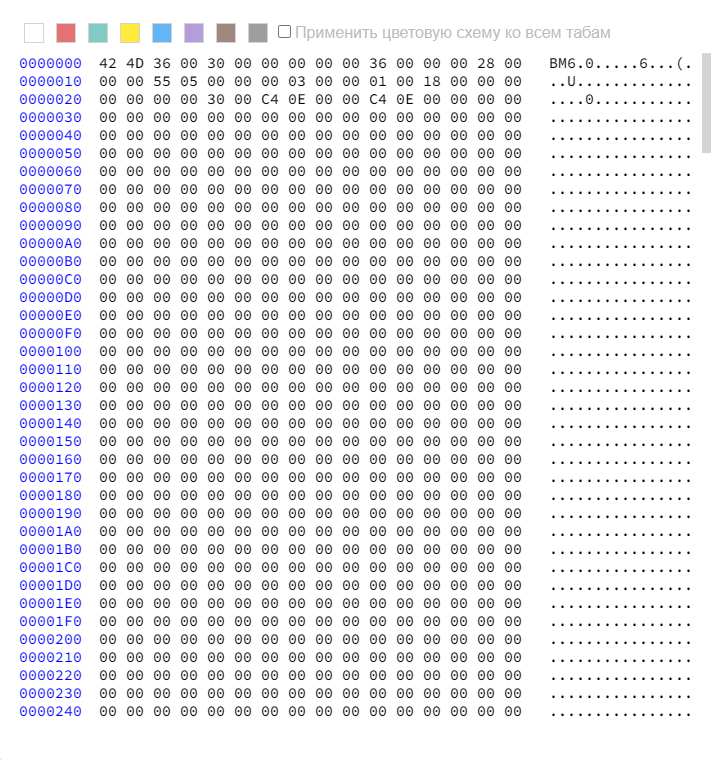 Применить цветовую схему ко всем табам
0000000 42 4D 36 00 30 00 00 00 00 00 36 00 00 00 28 00 BM6.0.....6...(.
0000010 00 00 55 05 00 00 00 03 00 00 01 00 18 00 00 00 ..U.............
0000020 00 00 00 00 30 00 C4 0E 00 00 C4 0E 00 00 00 00 ....0...........
0000030 00 00 00 00 00 00 00 00 00 00 00 00 00 00 00 00 ................
0000040 00 00 00 00 00 00 00 00 00 00 00 00 00 00 00 00 ................
0000050 00 00 00 00 00 00 00 00 00 00 00 00 00 00 00 00 ................
0000060 00 00 00 00 00 00 00 00 00 00 00 00 00 00 00 00 ................
0000070 00 00 00 00 00 00 00 00 00 00 00 00 00 00 00 00 ................
0000080 00 00 00 00 00 00 00 00 00 00 00 00 00 00 00 00 ................
0000090 00 00 00 00 00 00 00 00 00 00 00 00 00 00 00 00 ................
00000A0 00 00 00 00 00 00 00 00 00 00 00 00 00 00 00 00 ................
00000B0 00 00 00 00 00 00 00 00 00 00 00 00 00 00 00 00 ................
00000C0 00 00 00 00 00 00 00 00 00 00 00 00 00 00 00 00 ................
00000D0 00 00 00 00 00 00 00 00 00 00 00 00 00 00 00 00 ................
00000E0 00 00 00 00 00 00 00 00 00 00 00 00 00 00 00 00 ................
00000F0 00 00 00 00 00 00 00 00 00 00 00 00 00 00 00 00 ................
0000100 00 00 00 00 00 00 00 00 00 00 00 00 00 00 00 00 ................
0000110 00 00 00 00 00 00 00 00 00 00 00 00 00 00 00 00 ................
0000120 00 00 00 00 00 00 00 00 00 00 00 00 00 00 00 00 ................
0000130 00 00 00 00 00 00 00 00 00 00 00 00 00 00 00 00 ................
0000140 00 00 00 00 00 00 00 00 00 00 00 00 00 00 00 00 ................
0000150 00 00 00 00 00 00 00 00 00 00 00 00 00 00 00 00 ................
0000160 00 00 00 00 00 00 00 00 00 00 00 00 00 00 00 00 ................
0000170 00 00 00 00 00 00 00 00 00 00 00 00 00 00 00 00 ................
0000180 00 00 00 00 00 00 00 00 00 00 00 00 00 00 00 00 ................
0000190 00 00 00 00 00 00 00 00 00 00 00 00 00 00 00 00 ................
00001A0 00 00 00 00 00 00 00 00 00 00 00 00 00 00 00 00 ................
00001B0 00 00 00 00 00 00 00 00 00 00 00 00 00 00 00 00 ................
00001C0 00 00 00 00 00 00 00 00 00 00 00 00 00 00 00 00 ................
00001D0 00 00 00 00 00 00 00 00 00 00 00 00 00 00 00 00 ................
00001E0 00 00 00 00 00 00 00 00 00 00 00 00 00 00 00 00 ................
00001F0 00 00 00 00 00 00 00 00 00 00 00 00 00 00 00 00 ................
0000200 00 00 00 00 00 00 00 00 00 00 00 00 00 00 00 00 ................
0000210 00 00 00 00 00 00 00 00 00 00 00 00 00 00 00 00 ................
0000220 00 00 00 00 00 00 00 00 00 00 00 00 00 00 00 00 ................
0000230 00 00 00 00 00 00 00 00 00 00 00 00 00 00 00 00 ................
0000240 00 00 00 00 00 00 00 00 00 00 00 00 00 00 00 00 ................